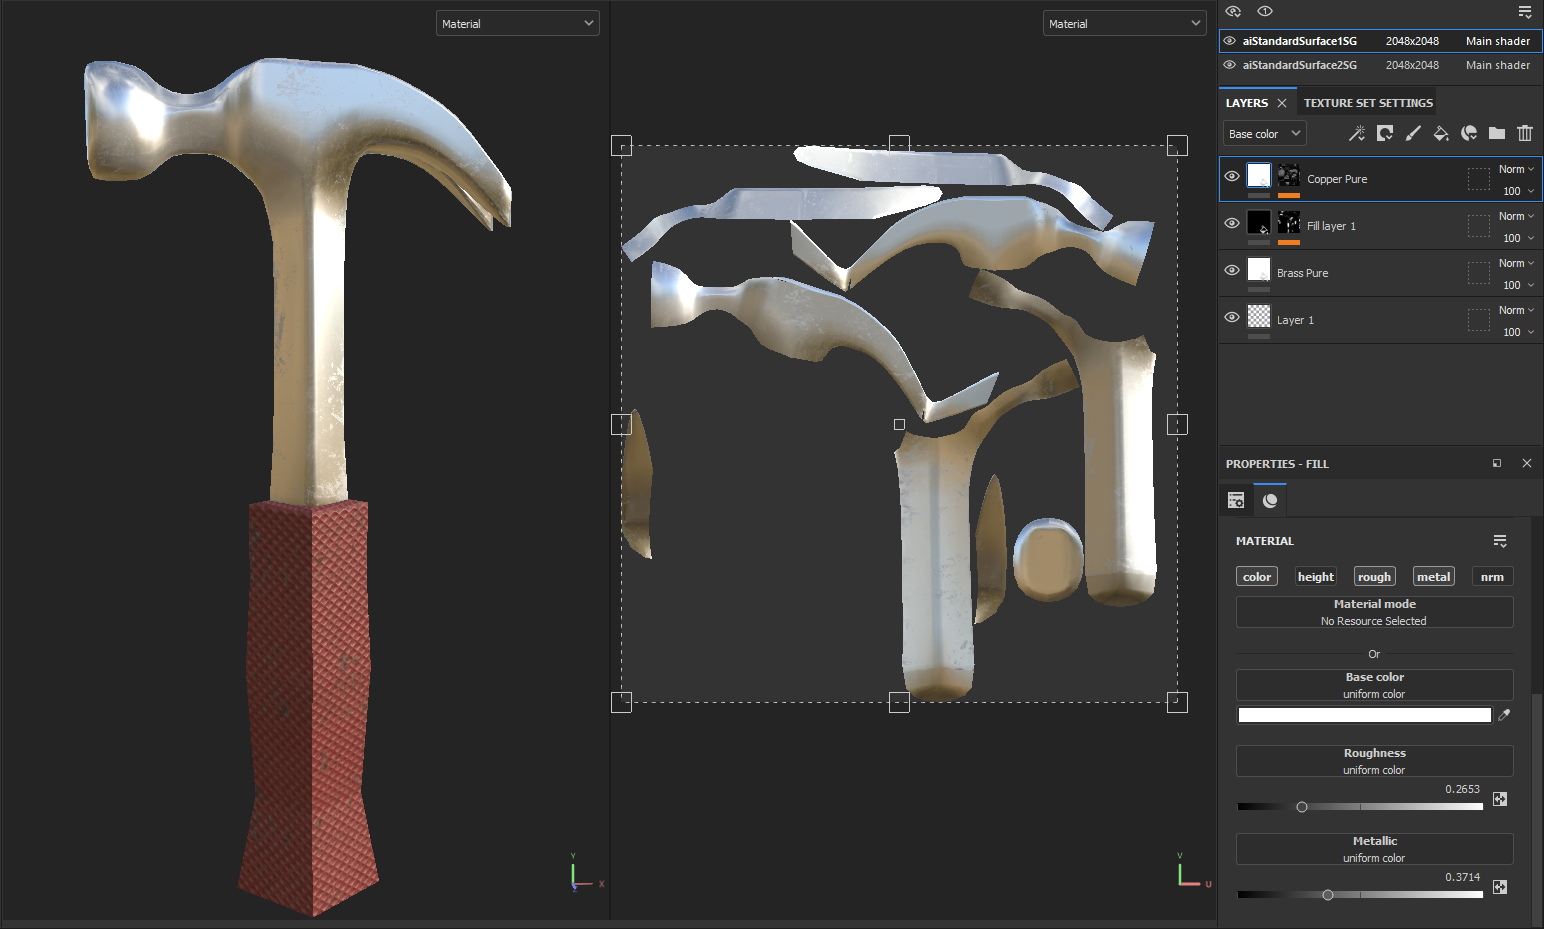 Material
Material
1
aiStandardSurface1SG 2048x2048 Main shader
aiStandardSurface2SG 2048x2048 Main shader
LAYERS TEXTURE SET SETTINGS
Base color
Copper Pure Norm 100
Fill layer 1 Norm 100
Brass Pure Norm 100
Layer 1 Norm 100
PROPERTIES - FILL
MATERIAL
color height rough metal nrm
Material mode
No Resource Selected
Or
Base color
uniform color
Roughness
uniform color
0.2653
Metallic
uniform color
0.3714
Y X Z
V U